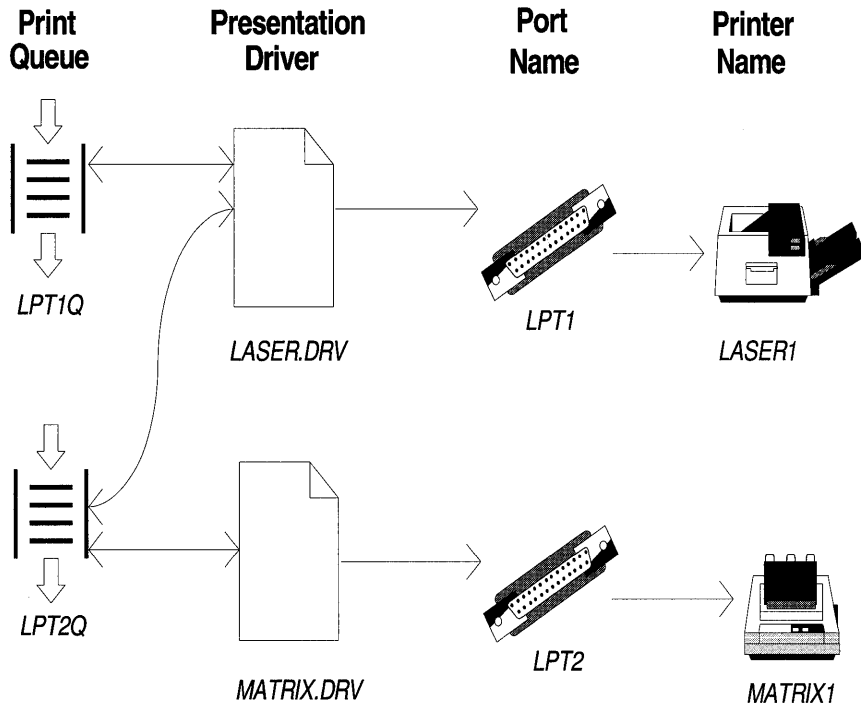 Print
Queue
Presentation
Driver
Port
Name
Printer
Name
LPT1Q
LASER.DRV
LPT1
LASER1
LPT2Q
MATRIX.DRV
LPT2
MATRIX1